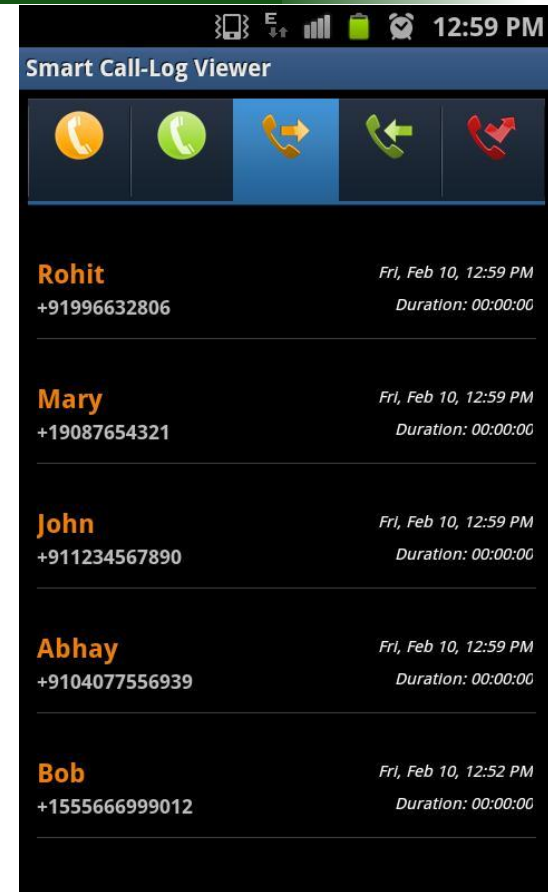 E 12:59 PM
Smart Call-Log Viewer
Rohit Fri, Feb 10, 12:59 PM
+91996632806 Duration: 00:00:00
Mary Fri, Feb 10, 12:59 PM
+19087654321 Duration: 00:00:00
John Fri, Feb 10, 12:59 PM
+911234567890 Duration: 00:00:00
Abhay Fri, Feb 10, 12:59 PM
+9104077556939 Duration: 00:00:00
Bob Fri, Feb 10, 12:52 PM
+1555666999012 Duration: 00:00:00